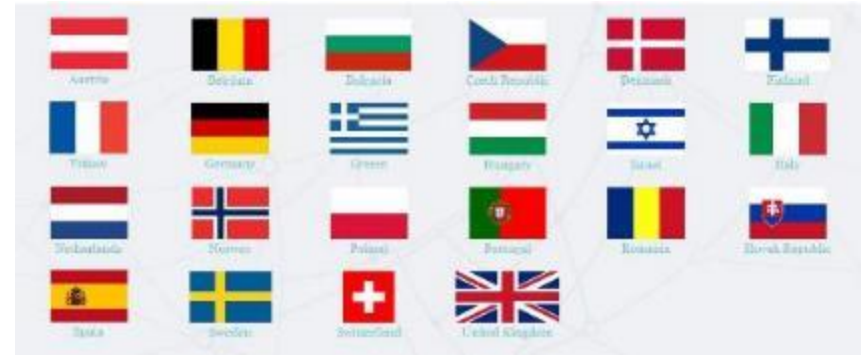 Austria
Belgium
Bulgaria
Czech Republic
Denmark
Finland
France
Germany
Greece
Hungary
Israel
Italy
Netherlands
Norway
Poland
Portugal
Romania
Slovak Republic
Spain
Sweden
Switzerland
United Kingdom